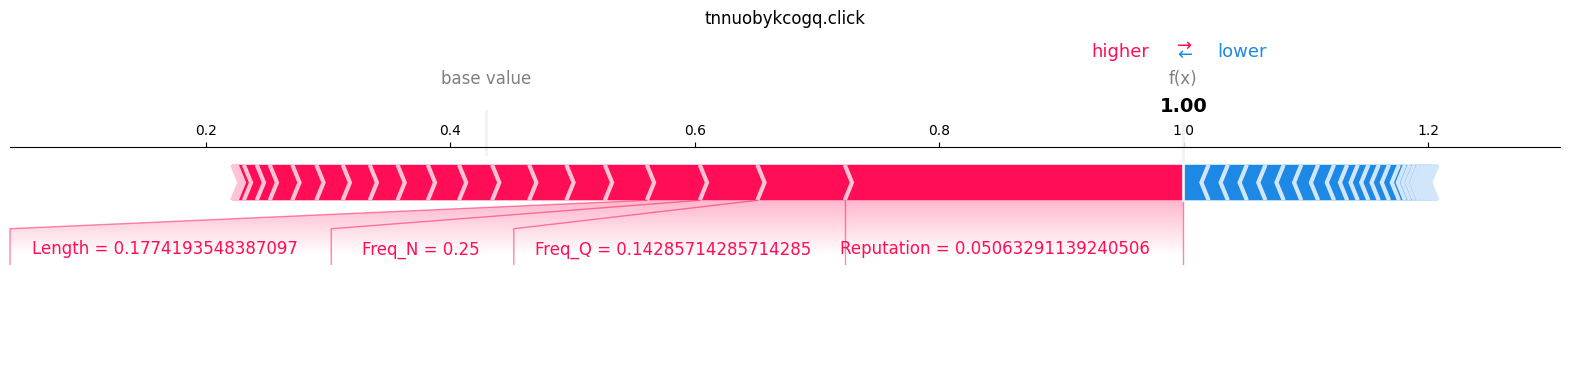 tnnuobykcogq.click
higher ⇄ lower
base value
f(x)
1.00
0.2 0.4 0.6 0.8 1.0 1.2
Length = 0.1774193548387097 Freq_N = 0.25 Freq_Q = 0.14285714285714285 Reputation = 0.05063291139240506